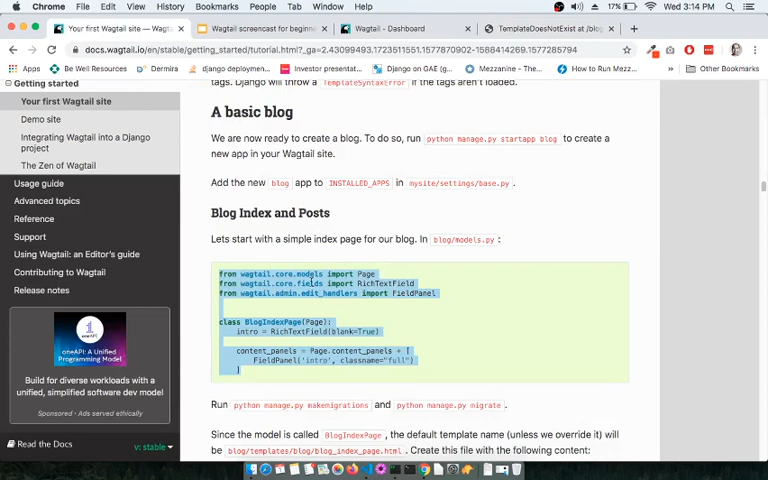 Chrome File Edit View History Bookmarks People Tab Window Help 17% Wed 3:14 PM
Your first Wagtail site — Wagt
Wagtail screencast for beginne
Wagtail - Dashboard
TemplateDoesNotExist at /blog
docs.wagtail.io/en/stable/getting_started/tutorial.html?_ga=2.43099493.1723511551.1577870902-1588414269.1577285794
Apps Be Well Resources Dermira django deploymen... Investor presentat... Django on GAE (... Mezzanine... How to Run Mezz... Other Bookmarks
Getting started
Your first Wagtail site
Demo site
Integrating Wagtail into a Django
project
The Zen of Wagtail
Usage guide
Advanced topics
Reference
Support
Using Wagtail: an Editor's guide
Contributing to Wagtail
Release notes
oneAPI
oneAPI: A Unified
Programming Model
Build for diverse workloads with a
unified, simplified software dev model
Sponsored · Ads served ethically
Read the Docs
v: stable
tags. Django will throw a TemplateSyntaxError if the tags aren't loaded.
A basic blog
We are now ready to create a blog. To do so, run python manage.py startapp blog to create a
new app in your Wagtail site.
Add the new blog app to INSTALLED_APPS in mysite/settings/base.py.
Blog Index and Posts
Lets start with a simple index page for our blog. In blog/models.py :
from wagtail.core.models import Page
from wagtail.core.fields import RichTextField
from wagtail.admin.edit_handlers import FieldPanel
class BlogIndexPage(Page):
intro = RichTextField(blank=True)
content_panels = Page.content_panels + [
FieldPanel('intro', classname="full")
]
Run python manage.py makemigrations and python manage.py migrate.
Since the model is called BlogIndexPage , the default template name (unless we override it) will
be blog/templates/blog/blog_index_page.html. Create this file with the following content: